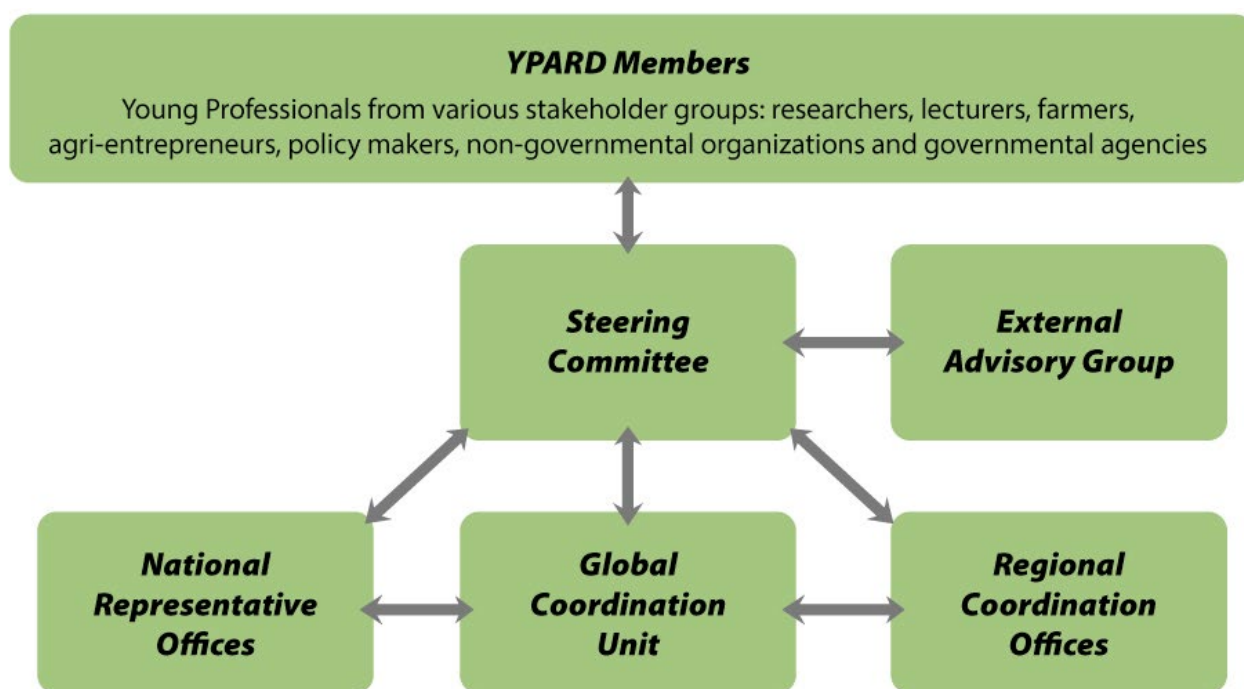 YPARD Members
Young Professionals from various stakeholder groups: researchers, lecturers, farmers,
agri-entrepreneurs, policy makers, non-governmental organizations and governmental agencies
Steering
Committee
External
Advisory Group
National
Representative
Offices
Global
Coordination
Unit
Regional
Coordination
Offices